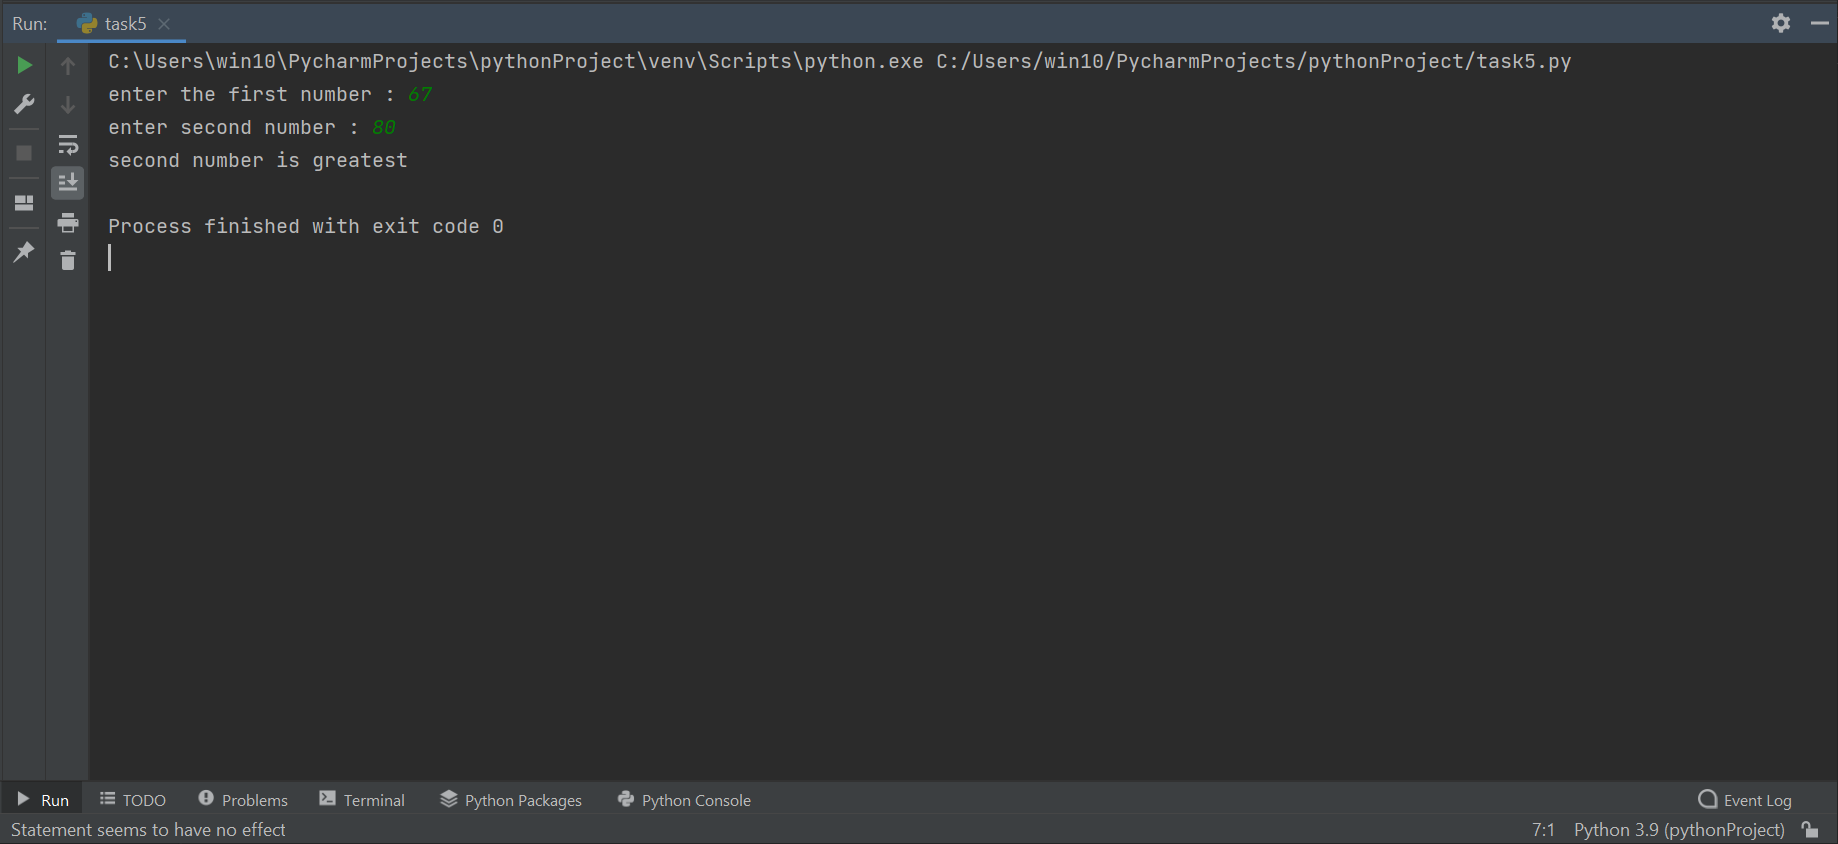 Run: task5
C:\Users\win10\PycharmProjects\pythonProject\venv\Scripts\python.exe C:/Users/win10/PycharmProjects/pythonProject/task5.py
enter the first number : 67
enter second number : 80
second number is greatest
Process finished with exit code 0
Run TODO Problems Terminal Python Packages Python Console Event Log
Statement seems to have no effect 7:1 Python 3.9 (pythonProject)